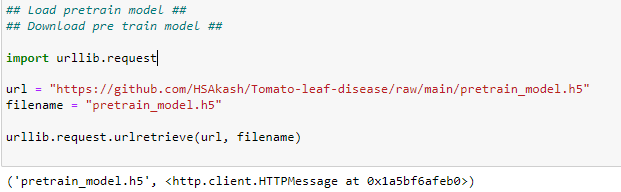 ## Load pretrain model ##
## Download pre train model ##
import urllib.request
url = "https://github.com/HSAkash/Tomato-leaf-disease/raw/main/pretrain_model.h5"
filename = "pretrain_model.h5"
urllib.request.urlretrieve(url, filename)
('pretrain_model.h5', <http.client.HTTPMessage at 0x1a5bf6afeb0>)